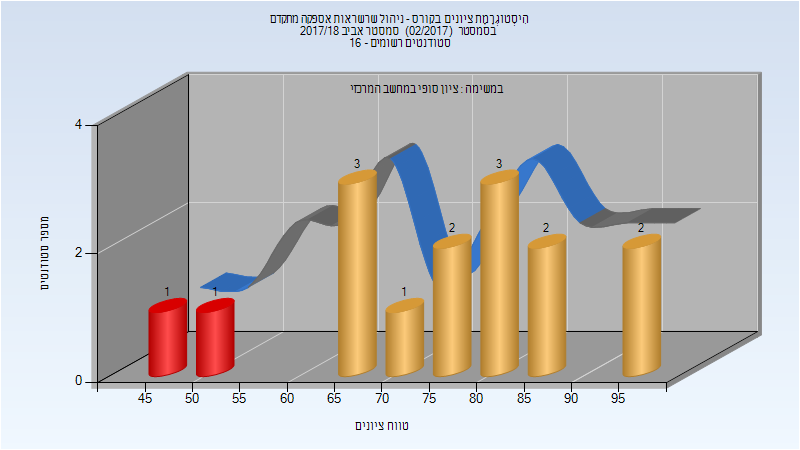 היסטוגרמת ציונים בקורס - ניהול שרשראות אספקה מתקדם
בסמסטר (02/2017) סמסטר אביב 2017/18
סטודנטים רשומים - 16
במשימה : ציון סופי במחשב המרכזי
מספר סטודנטים
4
2
0
1
1
3
1
2
3
2
2
45 50 55 60 65 70 75 80 85 90 95
טווח ציונים